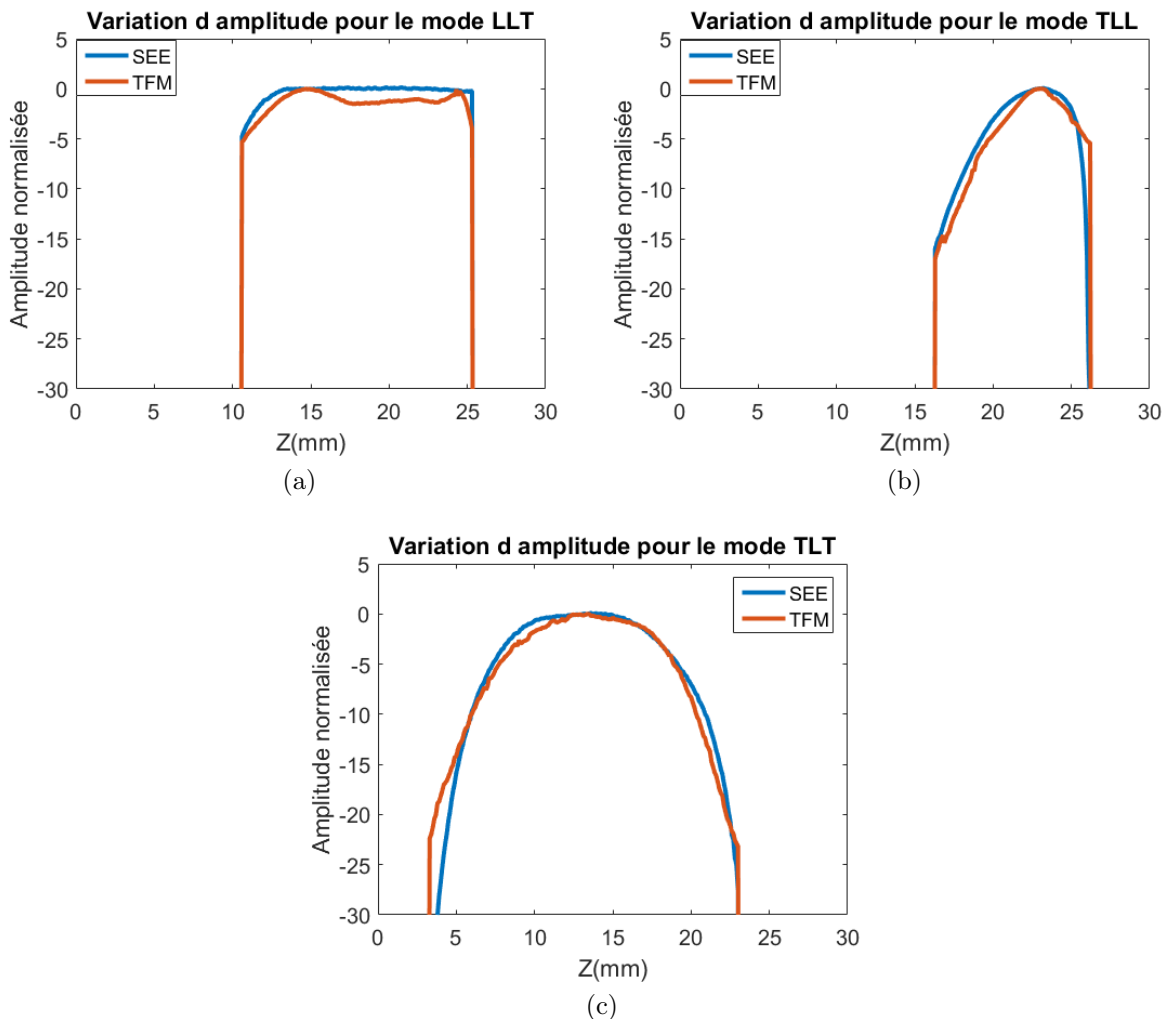 Variation d amplitude pour le mode LLT
5
SEE
TFM
0
-5
-10
-15
-20
-25
-30
Amplitude normalisée
0 5 10 15 20 25 30
Z(mm)
(a)
Variation d amplitude pour le mode TLL
5
SEE
TFM
0
-5
-10
-15
-20
-25
-30
Amplitude normalisée
0 5 10 15 20 25 30
Z(mm)
(b)
Variation d amplitude pour le mode TLT
5
SEE
TFM
0
-5
-10
-15
-20
-25
-30
Amplitude normalisée
0 5 10 15 20 25 30
Z(mm)
(c)